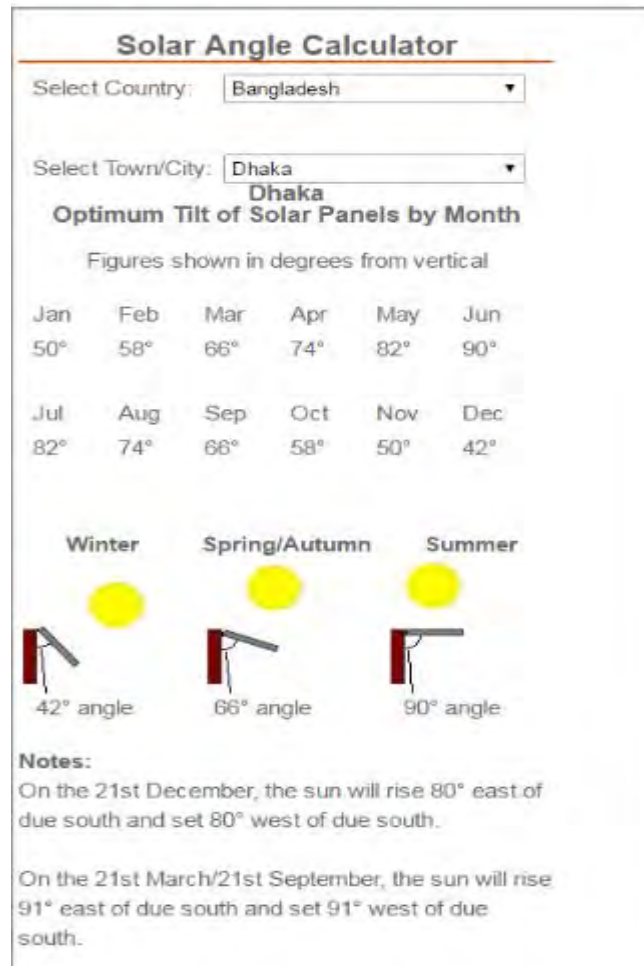 Solar Angle Calculator
Select Country: Bangladesh
Select Town/City: Dhaka
Dhaka
Optimum Tilt of Solar Panels by Month
Figures shown in degrees from vertical
Jan Feb Mar Apr May Jun
50° 58° 66° 74° 82° 90°
Jul Aug Sep Oct Nov Dec
82° 74° 66° 58° 50° 42°
Winter Spring/Autumn Summer
42° angle 66° angle 90° angle
Notes:
On the 21st December, the sun will rise 80° east of
due south and set 80° west of due south.
On the 21st March/21st September, the sun will rise
91° east of due south and set 91° west of due
south.